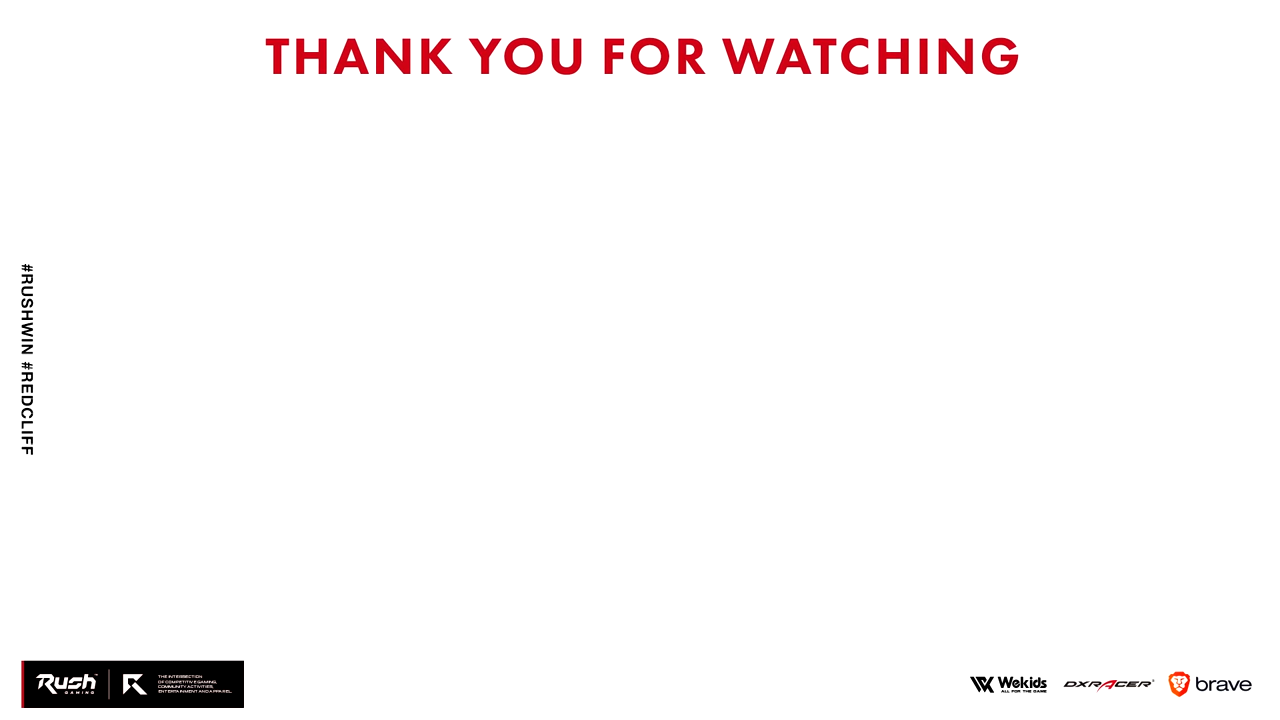 THANK YOU FOR WATCHING
#RUSHWIN #REDCLIFF
Rush
GAMING
THE INTERSECTION
OF COMPETITIVE GAMING,
COMMUNITY ACTIVITIES,
ENTERTAINMENT AND APPAREL.
Wekids
ALL FOR THE GAME
DXRACER
brave